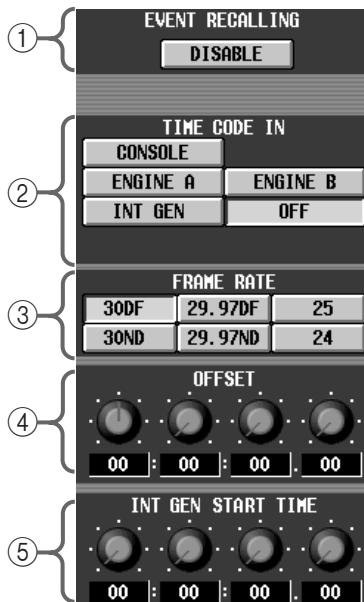 ① EVENT RECALLING
DISABLE
② TIME CODE IN
CONSOLE
ENGINE A ENGINE B
INT GEN OFF
③ FRAME RATE
30DF 29.97DF 25
30ND 29.97ND 24
④ OFFSET
00 : 00 : 00 . 00
⑤ INT GEN START TIME
00 : 00 : 00 . 00